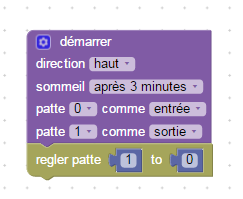 démarrer
direction haut
sommeil après 3 minutes
patte 0 comme entrée
patte 1 comme sortie
regler patte 1 to 0